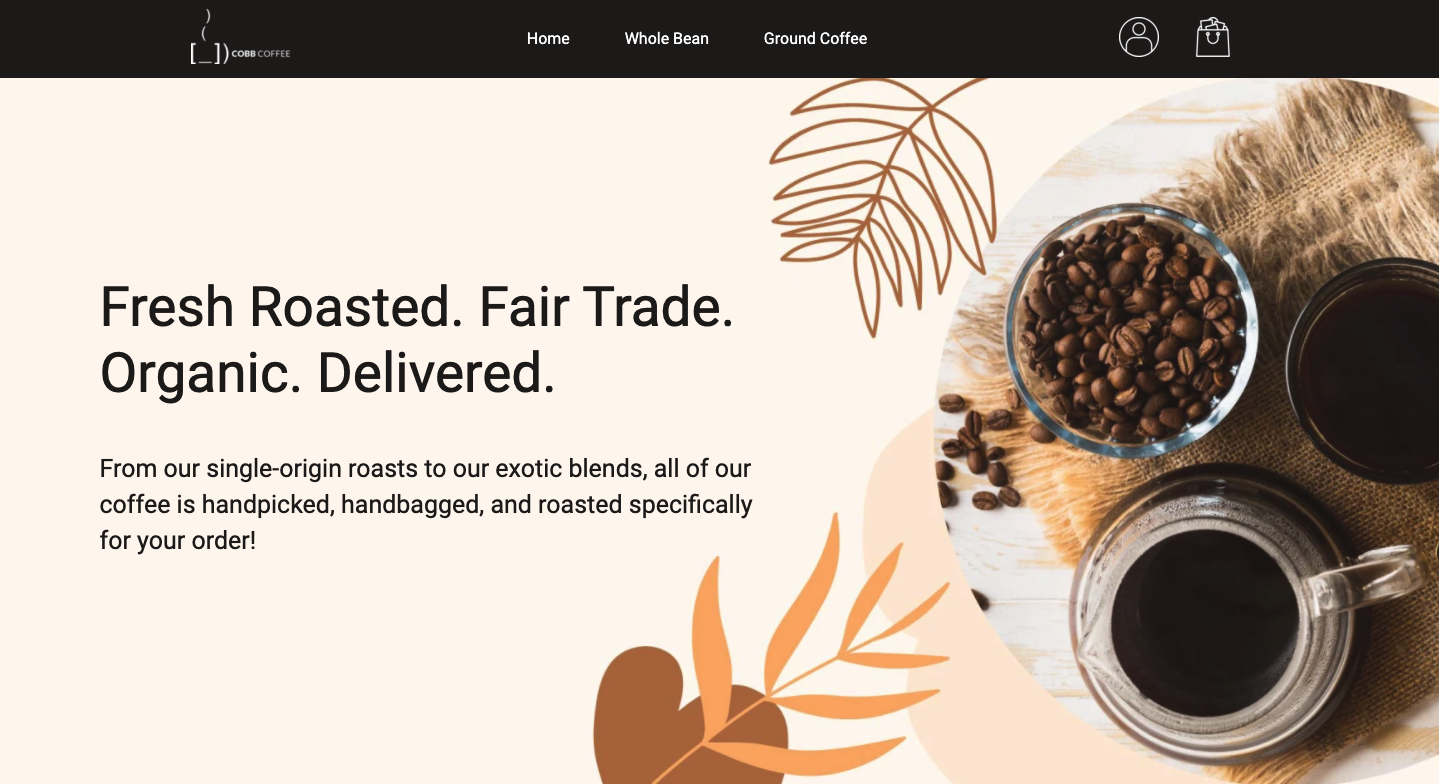 COBB COFFEE
Home
Whole Bean
Ground Coffee
Fresh Roasted. Fair Trade.
Organic. Delivered.
From our single-origin roasts to our exotic blends, all of our
coffee is handpicked, handbagged, and roasted specifically
for your order!